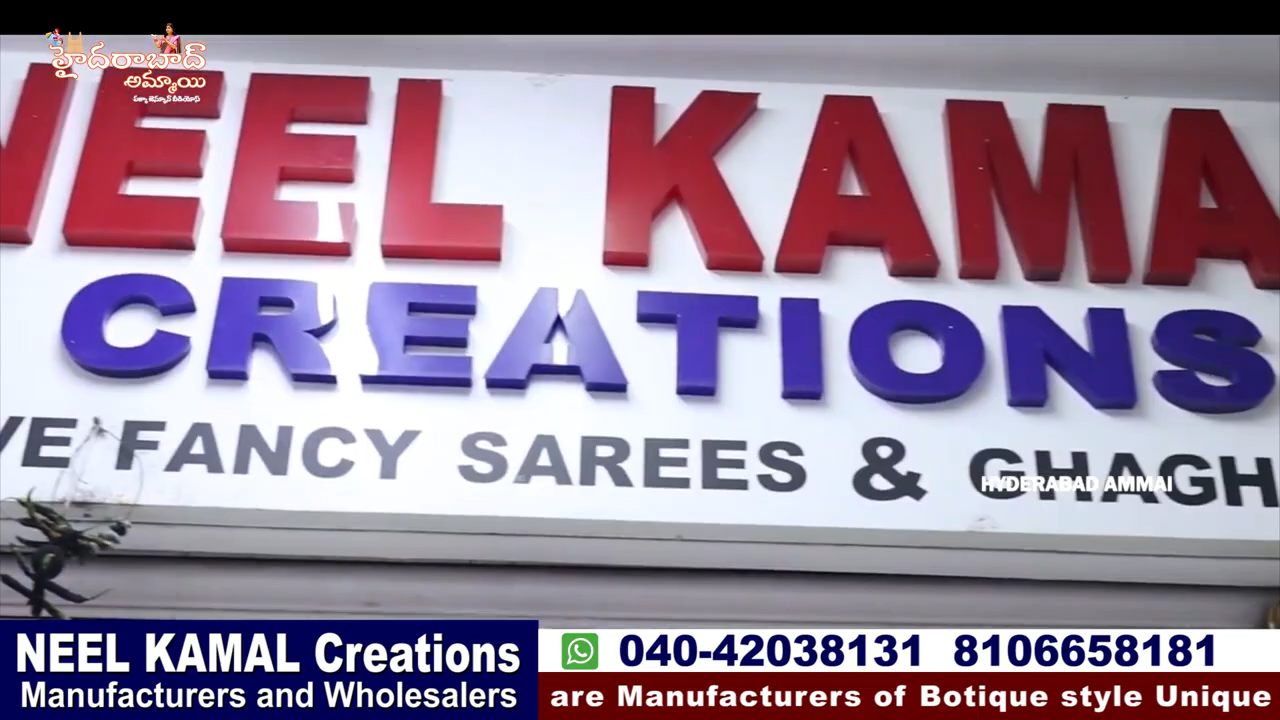 హైదరాబాద్
అమ్మాయి
పక్కా జెన్యూన్ వీడియోస్
NEEL KAMA
CREATIONS
VE FANCY SAREES & GHAGH
HYDERABAD AMMAI
NEEL KAMAL Creations
Manufacturers and Wholesalers
040-42038131 8106658181
are Manufacturers of Botique style Unique